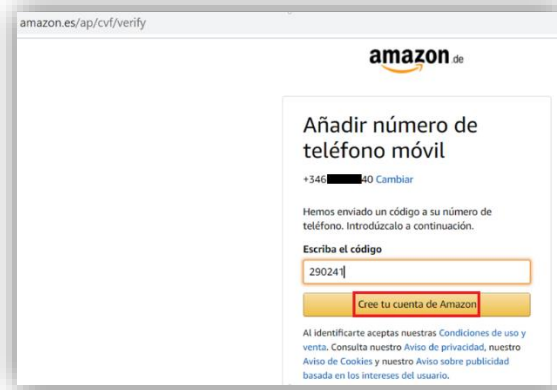 amazon.es/ap/cvf/verify
amazon.de
Añadir número de
teléfono móvil
+346 40 Cambiar
Hemos enviado un código a su número de
teléfono. Introdúzcalo a continuación.
Escriba el código
290241
Cree tu cuenta de Amazon
Al identificarte aceptas nuestras Condiciones de uso y
venta. Consulta nuestro Aviso de privacidad, nuestro
Aviso de Cookies y nuestro Aviso sobre publicidad
basada en los intereses del usuario.